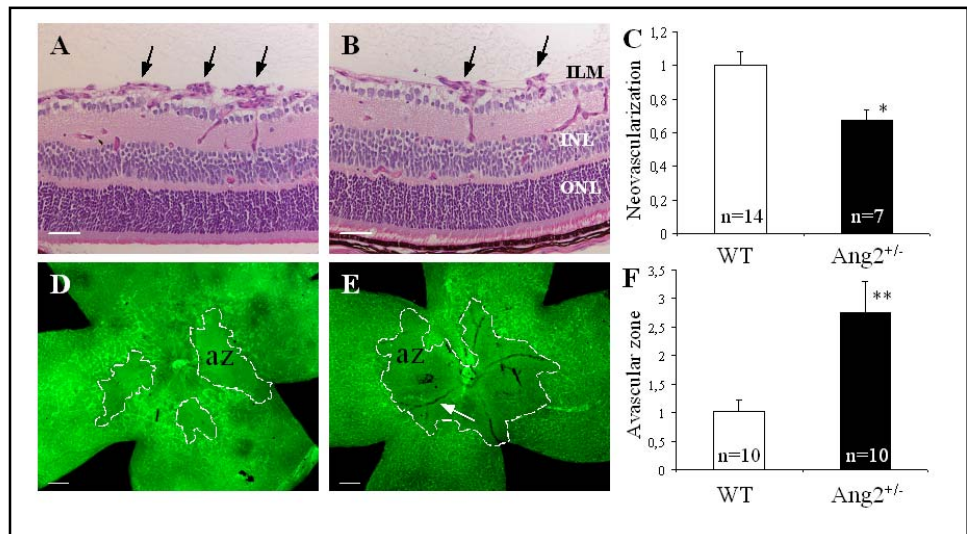 A
B
ILM
INL
ONL
C
Neovascularization
1,2
1
0,8
0,6
0,4
0,2
0
*
n=14
n=7
WT
Ang2+/-
D
az
E
az
F
Avascular zone
3,5
3
2,5
2
1,5
1
0,5
0
**
n=10
n=10
WT
Ang2+/-